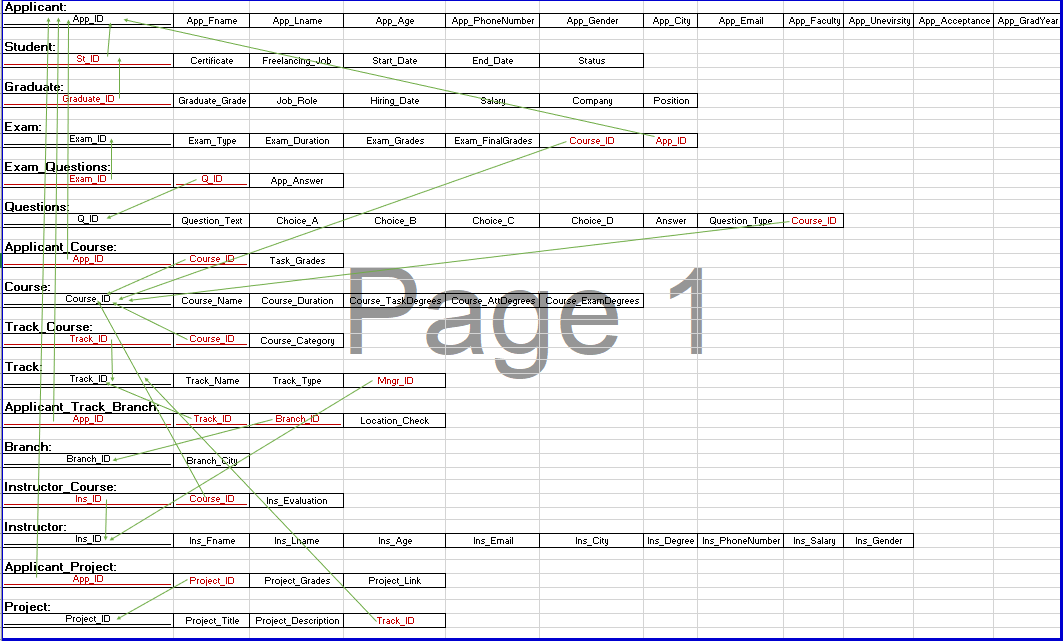 Applicant:
App_ID App_Fname App_Lname App_Age App_PhoneNumber App_Gender App_City App_Email App_Faculty App_Unevirsity App_Acceptance App_GradYear
Student:
St_ID Certificate Freelancing_Job Start_Date End_Date Status
Graduate:
Graduate_ID Graduate_Grade Job_Role Hiring_Date Salary Company Position
Exam:
Exam_ID Exam_Type Exam_Duration Exam_Grades Exam_FinalGrades Course_ID App_ID
Exam_Questions:
Exam_ID Q_ID App_Answer
Questions:
Q_ID Question_Text Choice_A Choice_B Choice_C Choice_D Answer Question_Type Course_ID
Applicant_Course:
App_ID Course_ID Task_Grades
Course:
Course_ID Course_Name Course_Duration Course_TaskDegrees Course_AttDegrees Course_ExamDegrees
Page 1
Track_Course:
Track_ID Course_ID Course_Category
Track:
Track_ID Track_Name Track_Type Mngr_ID
Applicant_Track_Branch:
App_ID Track_ID Branch_ID Location_Check
Branch:
Branch_ID Branch_City
Instructor_Course:
Ins_ID Course_ID Ins_Evaluation
Instructor:
Ins_ID Ins_Fname Ins_Lname Ins_Age Ins_Email Ins_City Ins_Degree Ins_PhoneNumber Ins_Salary Ins_Gender
Applicant_Project:
App_ID Project_ID Project_Grades Project_Link
Project:
Project_ID Project_Title Project_Description Track_ID